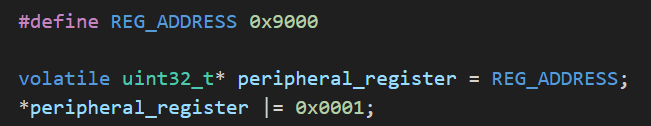 #define REG_ADDRESS 0x9000
volatile uint32_t* peripheral_register = REG_ADDRESS;
*peripheral_register |= 0x0001;